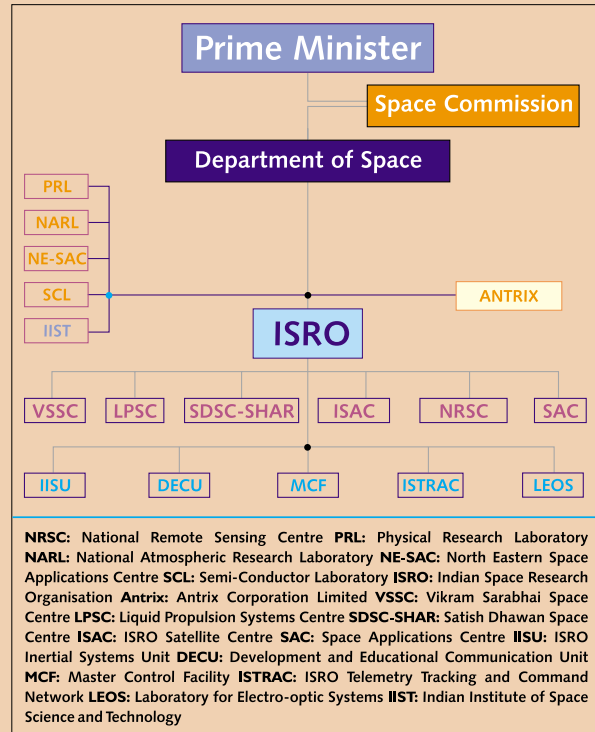 Prime Minister
Space Commission
Department of Space
PRL
NARL
NE-SAC
SCL
IIST
ANTRIX
ISRO
VSSC LPSC SDSC-SHAR ISAC NRSC SAC
IISU DECU MCF ISTRAC LEOS
NRSC: National Remote Sensing Centre PRL: Physical Research Laboratory
NARL: National Atmospheric Research Laboratory NE-SAC: North Eastern Space
Applications Centre SCL: Semi-Conductor Laboratory ISRO: Indian Space Research
Organisation Antrix: Antrix Corporation Limited VSSC: Vikram Sarabhai Space
Centre LPSC: Liquid Propulsion Systems Centre SDSC-SHAR: Satish Dhawan Space
Centre ISAC: ISRO Satellite Centre SAC: Space Applications Centre IISU: ISRO
Inertial Systems Unit DECU: Development and Educational Communication Unit
MCF: Master Control Facility ISTRAC: ISRO Telemetry Tracking and Command
Network LEOS: Laboratory for Electro-optic Systems IIST: Indian Institute of Space
Science and Technology